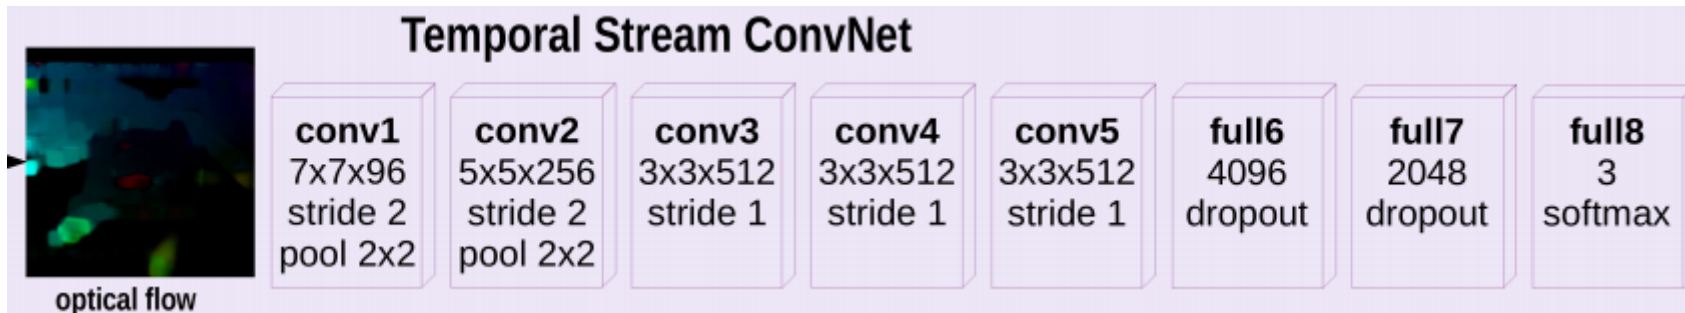 Temporal Stream ConvNet
conv1
7x7x96
stride 2
pool 2x2
conv2
5x5x256
stride 2
pool 2x2
conv3
3x3x512
stride 1
conv4
3x3x512
stride 1
conv5
3x3x512
stride 1
full6
4096
dropout
full7
2048
dropout
full8
3
softmax
optical flow